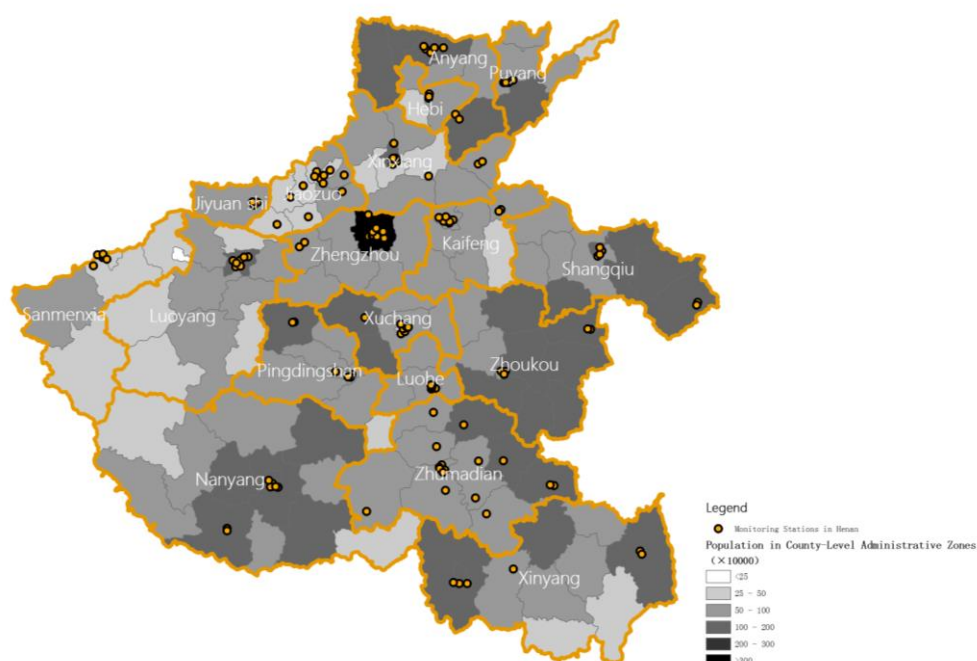 Anyang
Puyang
Hebi
Xinxiang
Jiaozuo
Jiyuan shi
Kaifeng
Zhengzhou
Shangqiu
Sanmenxia
Luoyang
Xuchang
Pingdingshan
Luohe
Zhoukou
Nanyang
Zhumadian
Xinyang
Legend
Monitoring Stations in Henan
Population in County-Level Administrative Zones
(×10000)
<25
25 - 50
50 - 100
100 - 200
200 - 300
>300